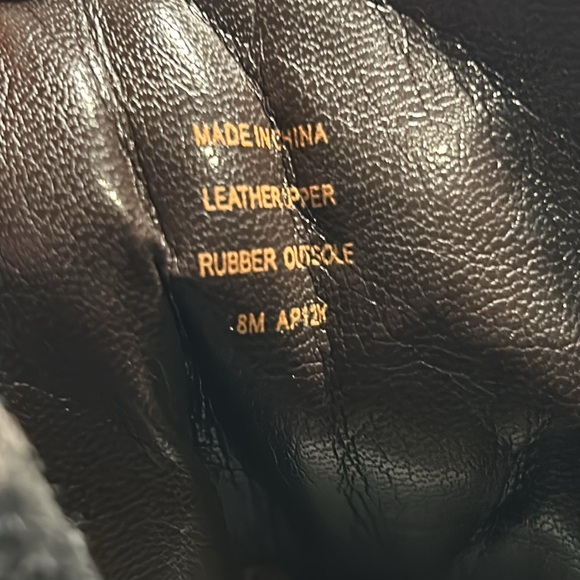 MADE IN CHINA
LEATHER UPPER
RUBBER OUTSOLE
8M